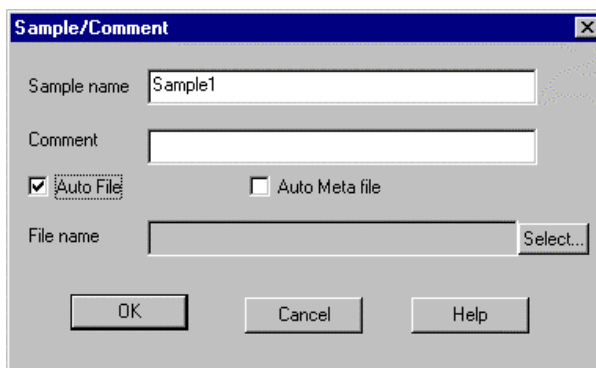 Sample/Comment
Sample name Sample1
Comment
Auto File Auto Meta file
File name Select...
OK Cancel Help